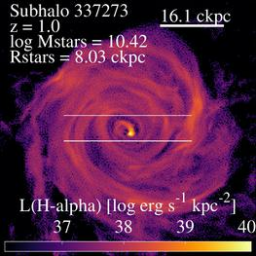 Subhalo 337273
z = 1.0
log Mstars = 10.42
Rstars = 8.03 ckpc
16.1 ckpc
L(H-alpha) [log erg s⁻¹ kpc⁻²]
37 38 39 40